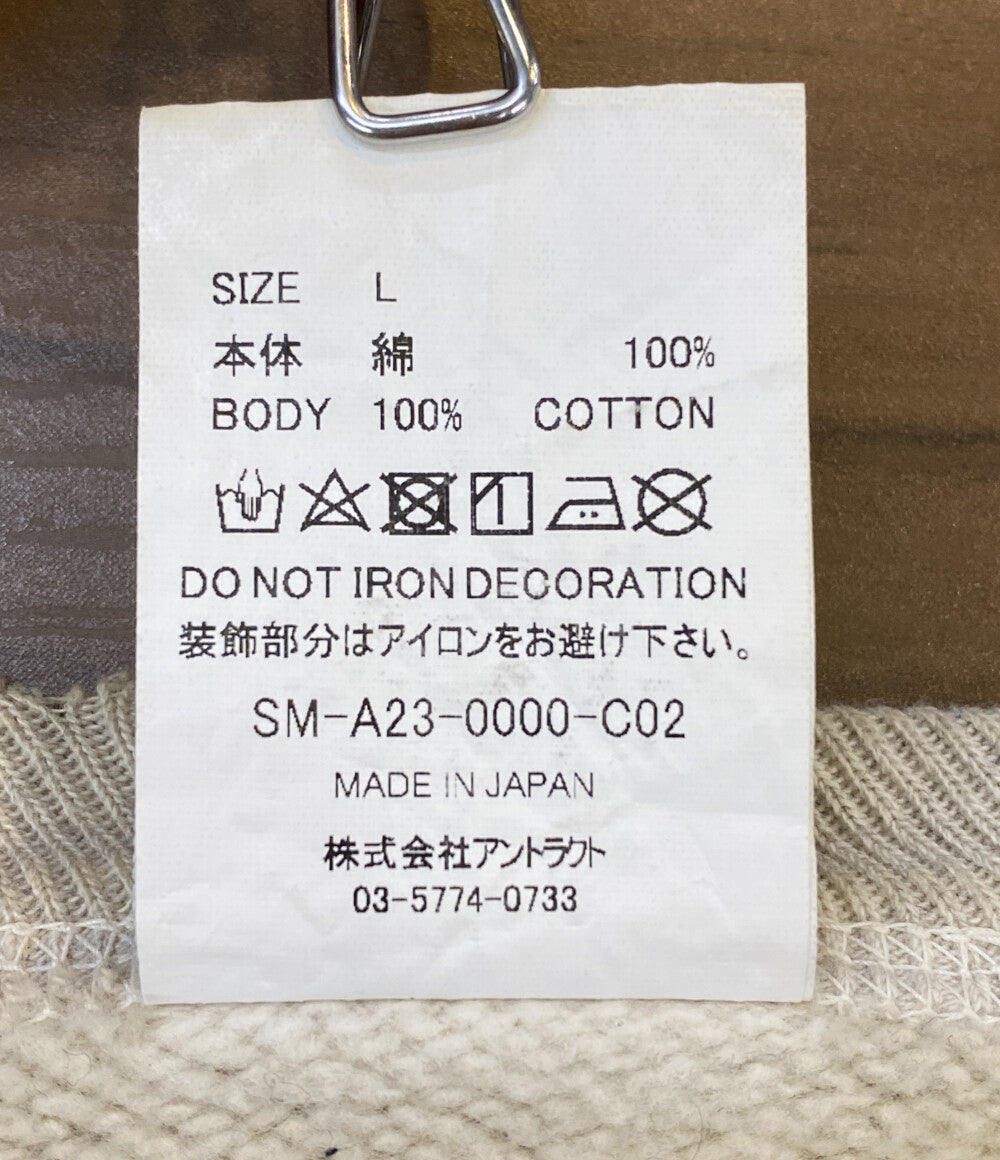 SIZE L
本体 綿 100%
BODY 100% COTTON
DO NOT IRON DECORATION
装飾部分はアイロンをお避け下さい。
SM-A23-0000-C02
MADE IN JAPAN
株式会社アントラクト
03-5774-0733